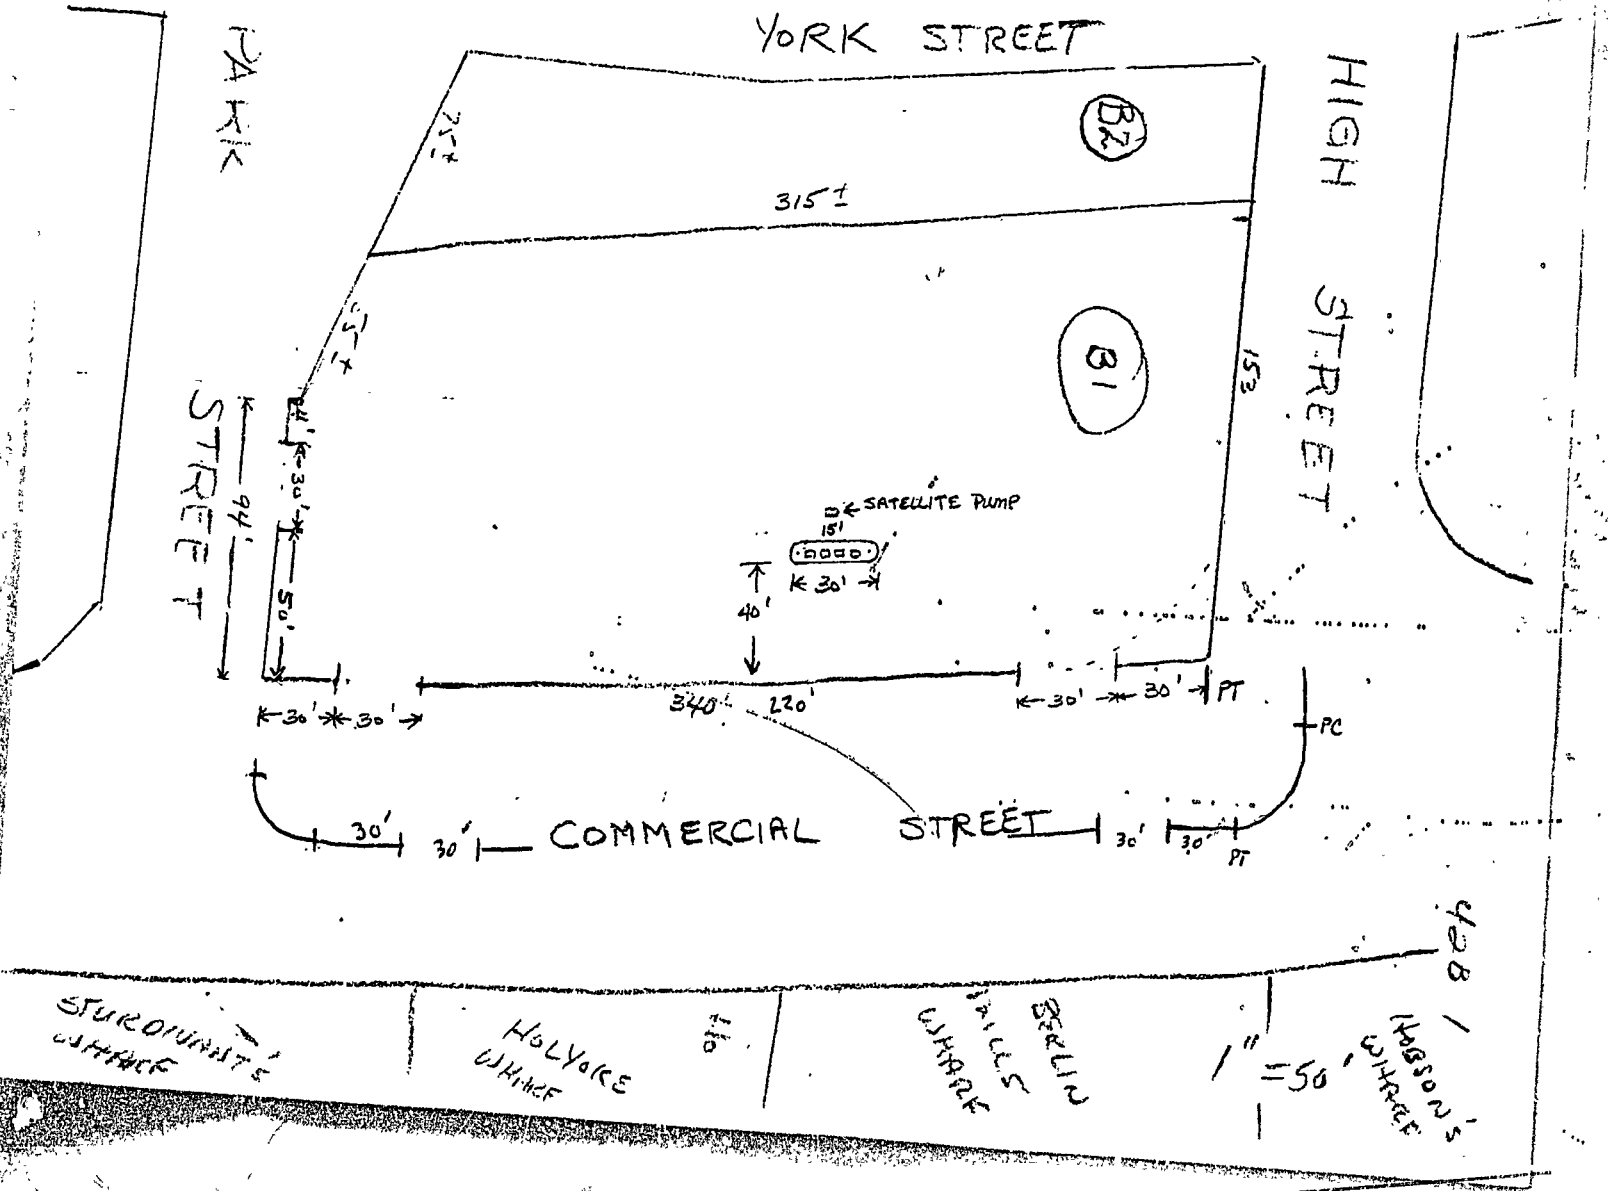 YORK STREET
PARK
STREET
HIGH
STREET
B2
75'±
315'±
55'±
B1
153
14'
30'
94'
50'
SATELLITE PUMP
15'
30'
40'
30' 30'
340' 220'
30' 30' PT
PC
30' 30'
COMMERCIAL STREET
30' 30' PT
428'
STURDIVANT'S
WHARF
HOLYOKE
WHARF
BERLIN
MILLS
WHARF
1" = 50'
HOBSON'S
WHARF